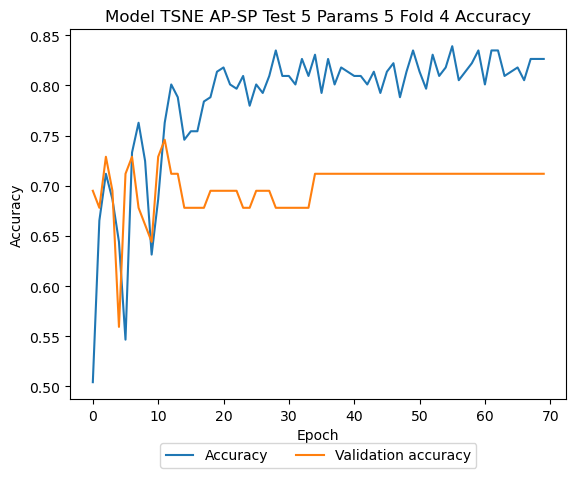 Model TSNE AP-SP Test 5 Params 5 Fold 4 Accuracy
0.85
0.80
0.75
0.70
0.65
0.60
0.55
0.50
Accuracy
0 10 20 30 40 50 60 70
Epoch
Accuracy Validation accuracy